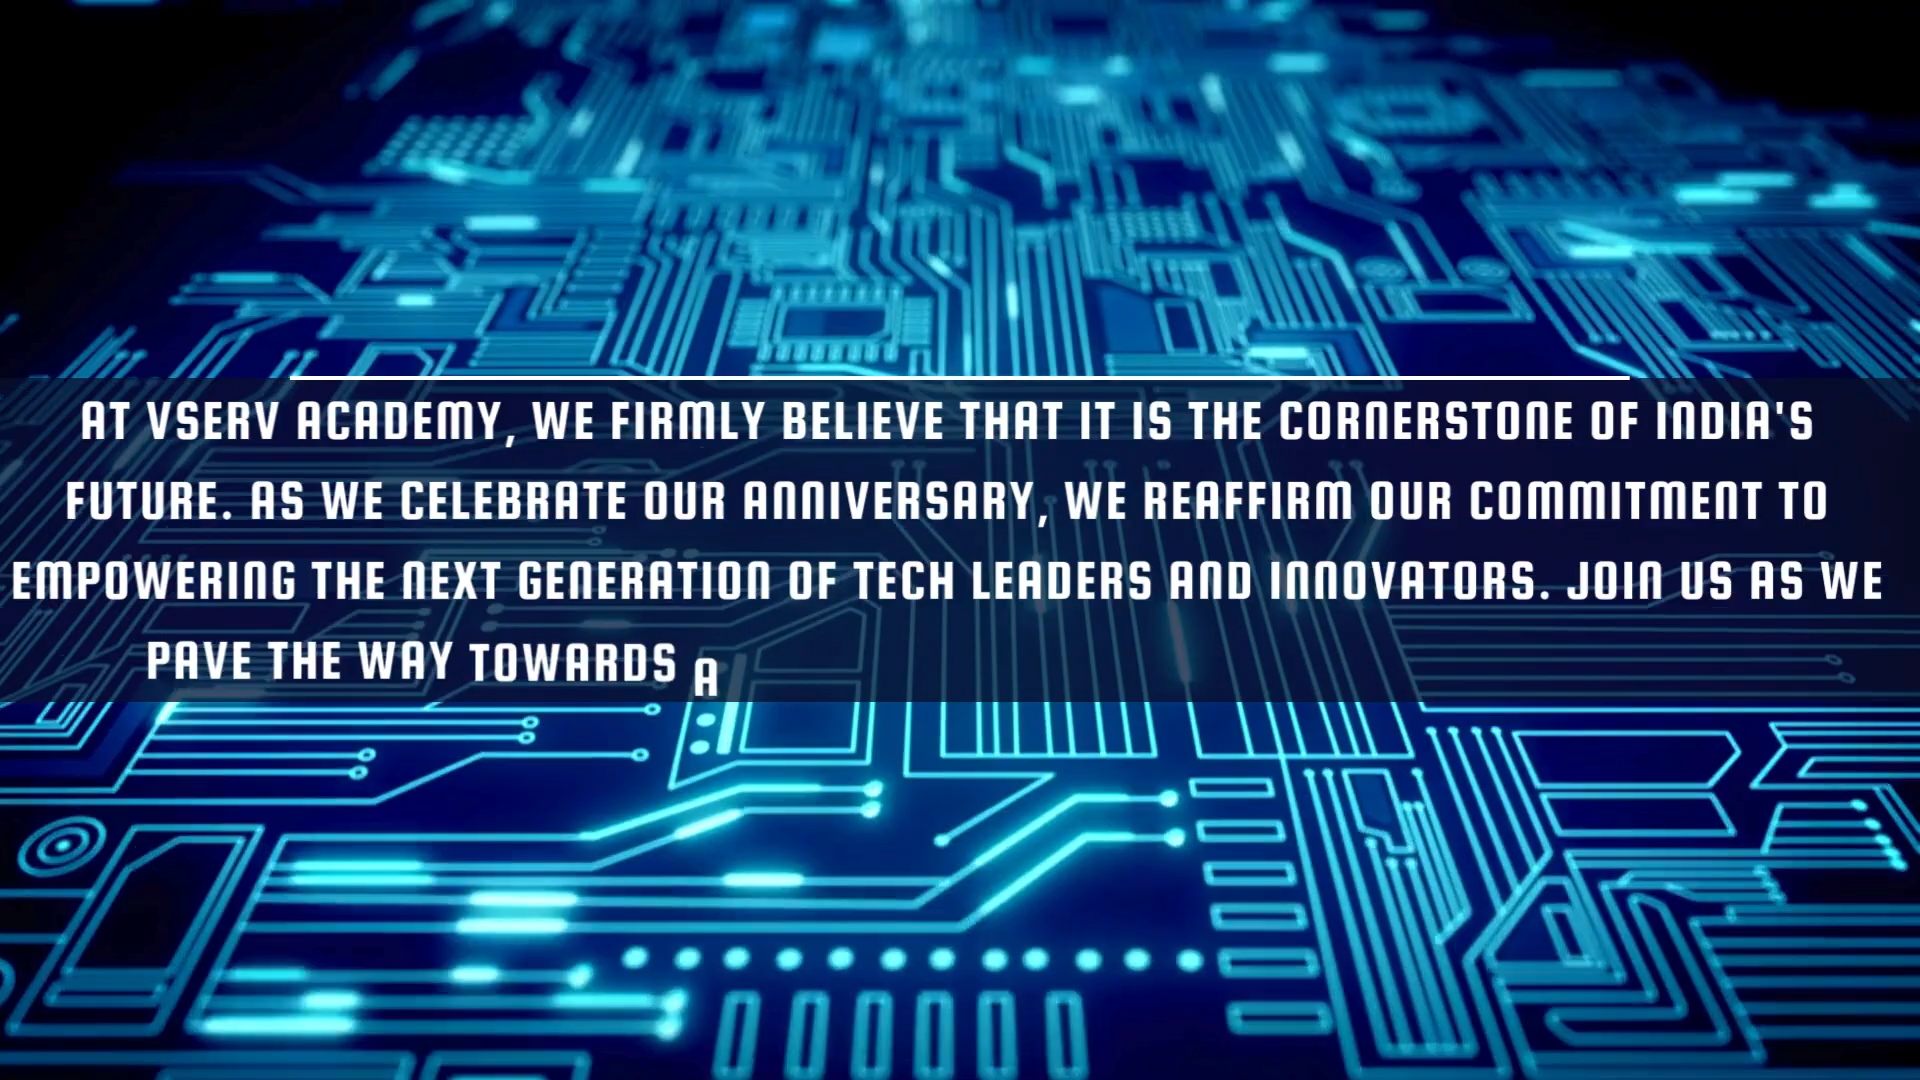 AT VSERV ACADEMY, WE FIRMLY BELIEVE THAT IT IS THE CORNERSTONE OF INDIA'S
FUTURE. AS WE CELEBRATE OUR ANNIVERSARY, WE REAFFIRM OUR COMMITMENT TO
EMPOWERING THE NEXT GENERATION OF TECH LEADERS AND INNOVATORS. JOIN US AS WE
PAVE THE WAY TOWARDS A